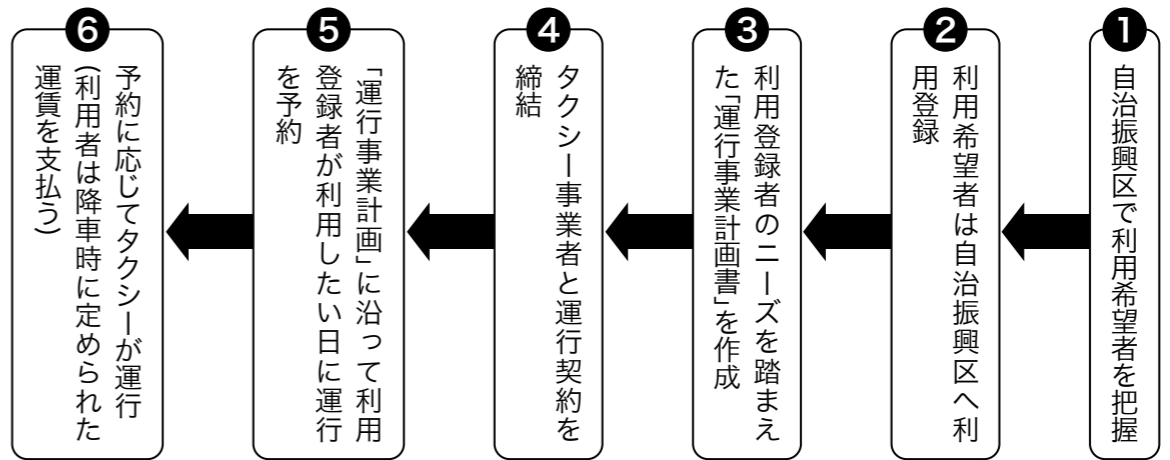 ❶
自治振興区で利用希望者を把握
❷
利用希望者は自治振興区へ利
用登録
❸
利用登録者のニーズを踏まえ
た「運行事業計画書」を作成
❹
タクシー事業者と運行契約を
締結
❺
「運行事業計画」に沿って利用
登録者が利用したい日に運行
を予約
❻
予約に応じてタクシーが運行
(利用者は降車時に定められた
運賃を支払う)